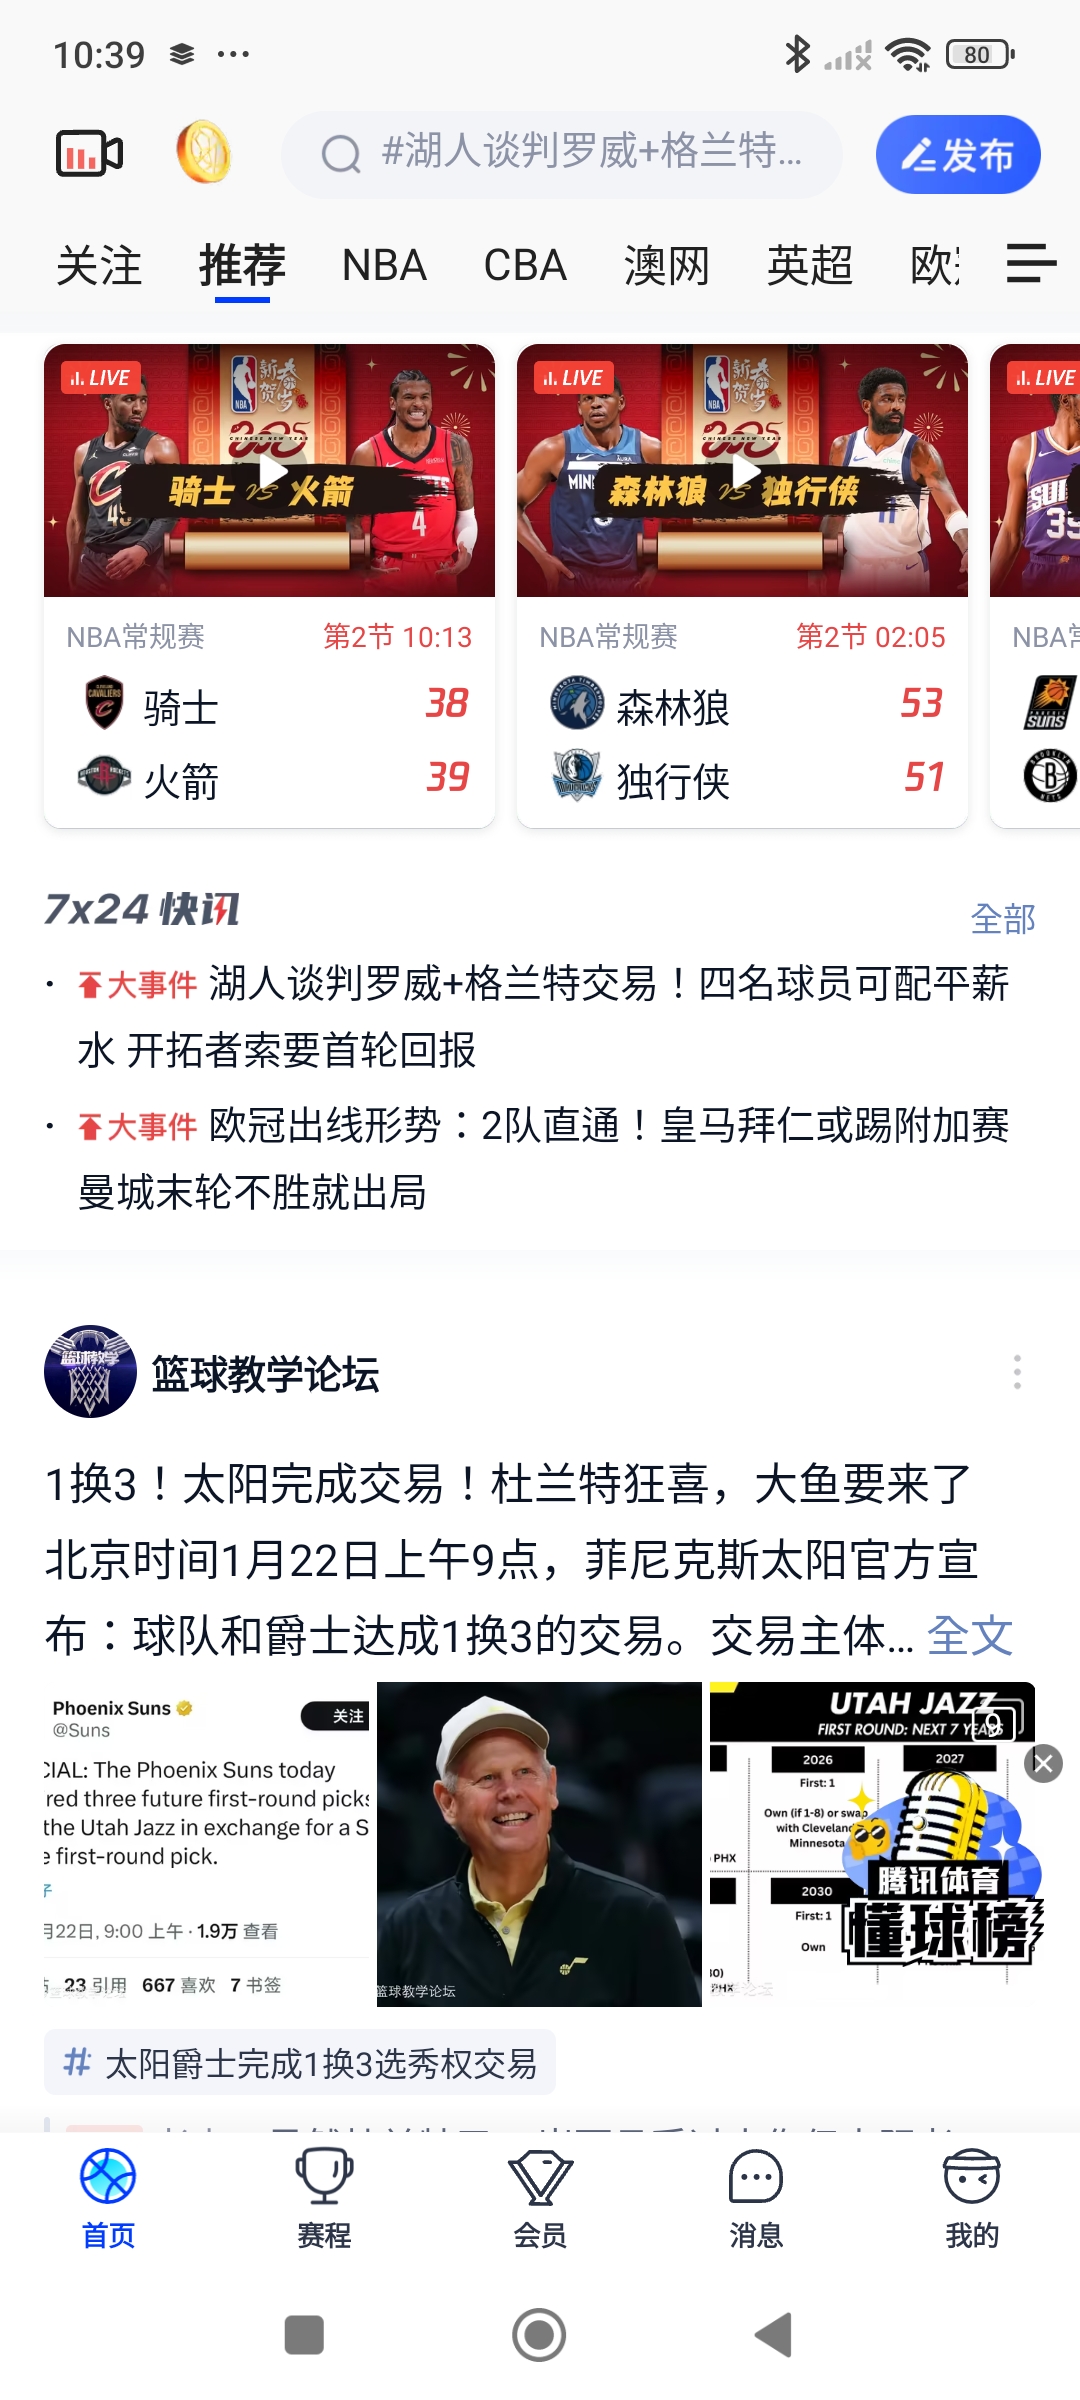 10:39
80
#湖人谈判罗威+格兰特...
发布
关注 推荐 NBA CBA 澳网 英超 欧
LIVE
骑士 VS 火箭
LIVE
森林狼 VS 独行侠
LIVE
NBA常规赛 第2节 10:13
骑士 38
火箭 39
NBA常规赛 第2节 02:05
森林狼 53
独行侠 51
NBA常
7x24 快讯
全部
· 大事件 湖人谈判罗威+格兰特交易！四名球员可配平薪
水 开拓者索要首轮回报
· 大事件 欧冠出线形势：2队直通！皇马拜仁或踢附加赛
曼城末轮不胜就出局
篮球教学论坛
1换3！太阳完成交易！杜兰特狂喜，大鱼要来了
北京时间1月22日上午9点，菲尼克斯太阳官方宣
布：球队和爵士达成1换3的交易。交易主体... 全文
Phoenix Suns
@Suns
关注
CIAL: The Phoenix Suns today
red three future first-round picks
the Utah Jazz in exchange for a S
e first-round pick.
月22日, 9:00 上午 · 1.9万 查看
23 引用 667 喜欢 7 书签
篮球教学论坛
UTAH JAZZ
FIRST ROUND: NEXT 7 YEARS
9
2026
2027
First: 1
Own (if 1-8) or swap
with Cleveland
Minnesota
PHX
2030
First: 1
Own
腾讯体育
懂球榜
# 太阳爵士完成1换3选秀权交易
首页 赛程 会员 消息 我的